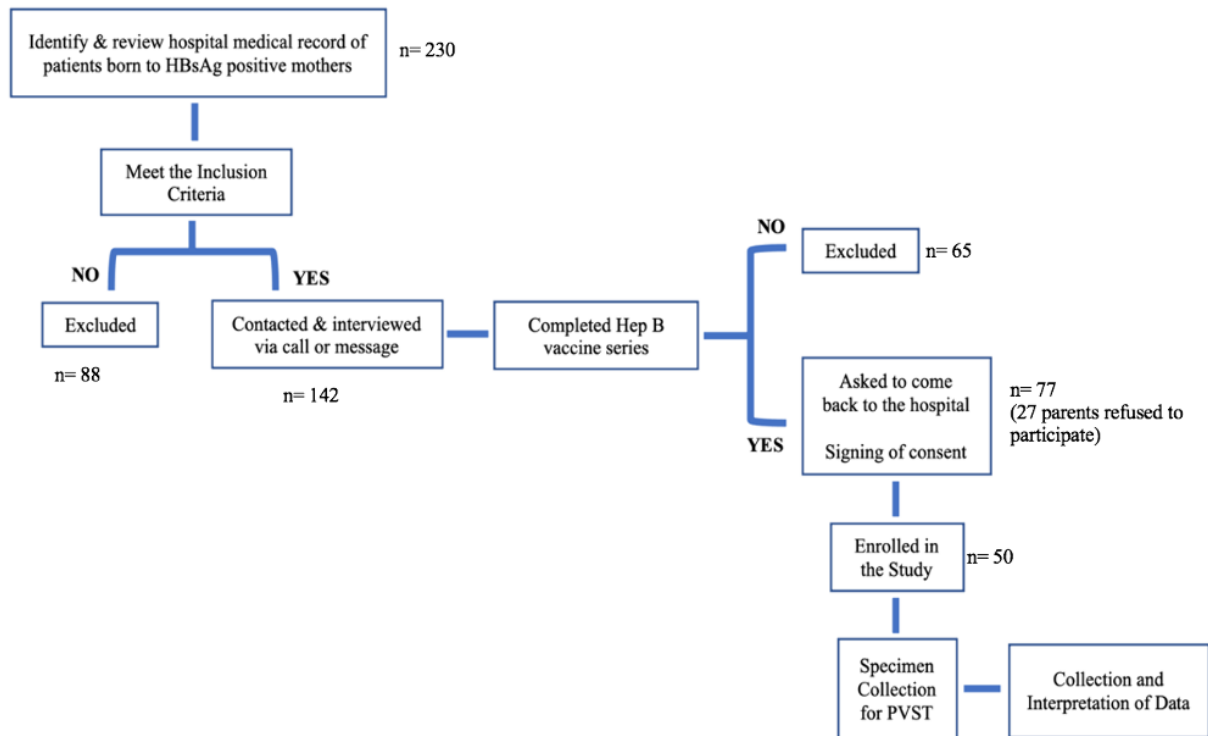 Identify & review hospital medical record of
patients born to HBsAg positive mothers
n= 230
Meet the Inclusion
Criteria
NO
YES
Excluded
n= 88
Contacted & interviewed
via call or message
n= 142
Completed Hep B
vaccine series
NO
Excluded
n= 65
YES
Asked to come
back to the hospital
Signing of consent
n= 77
(27 parents refused to
participate)
Enrolled in
the Study
n= 50
Specimen
Collection
for PVST
Collection and
Interpretation of Data